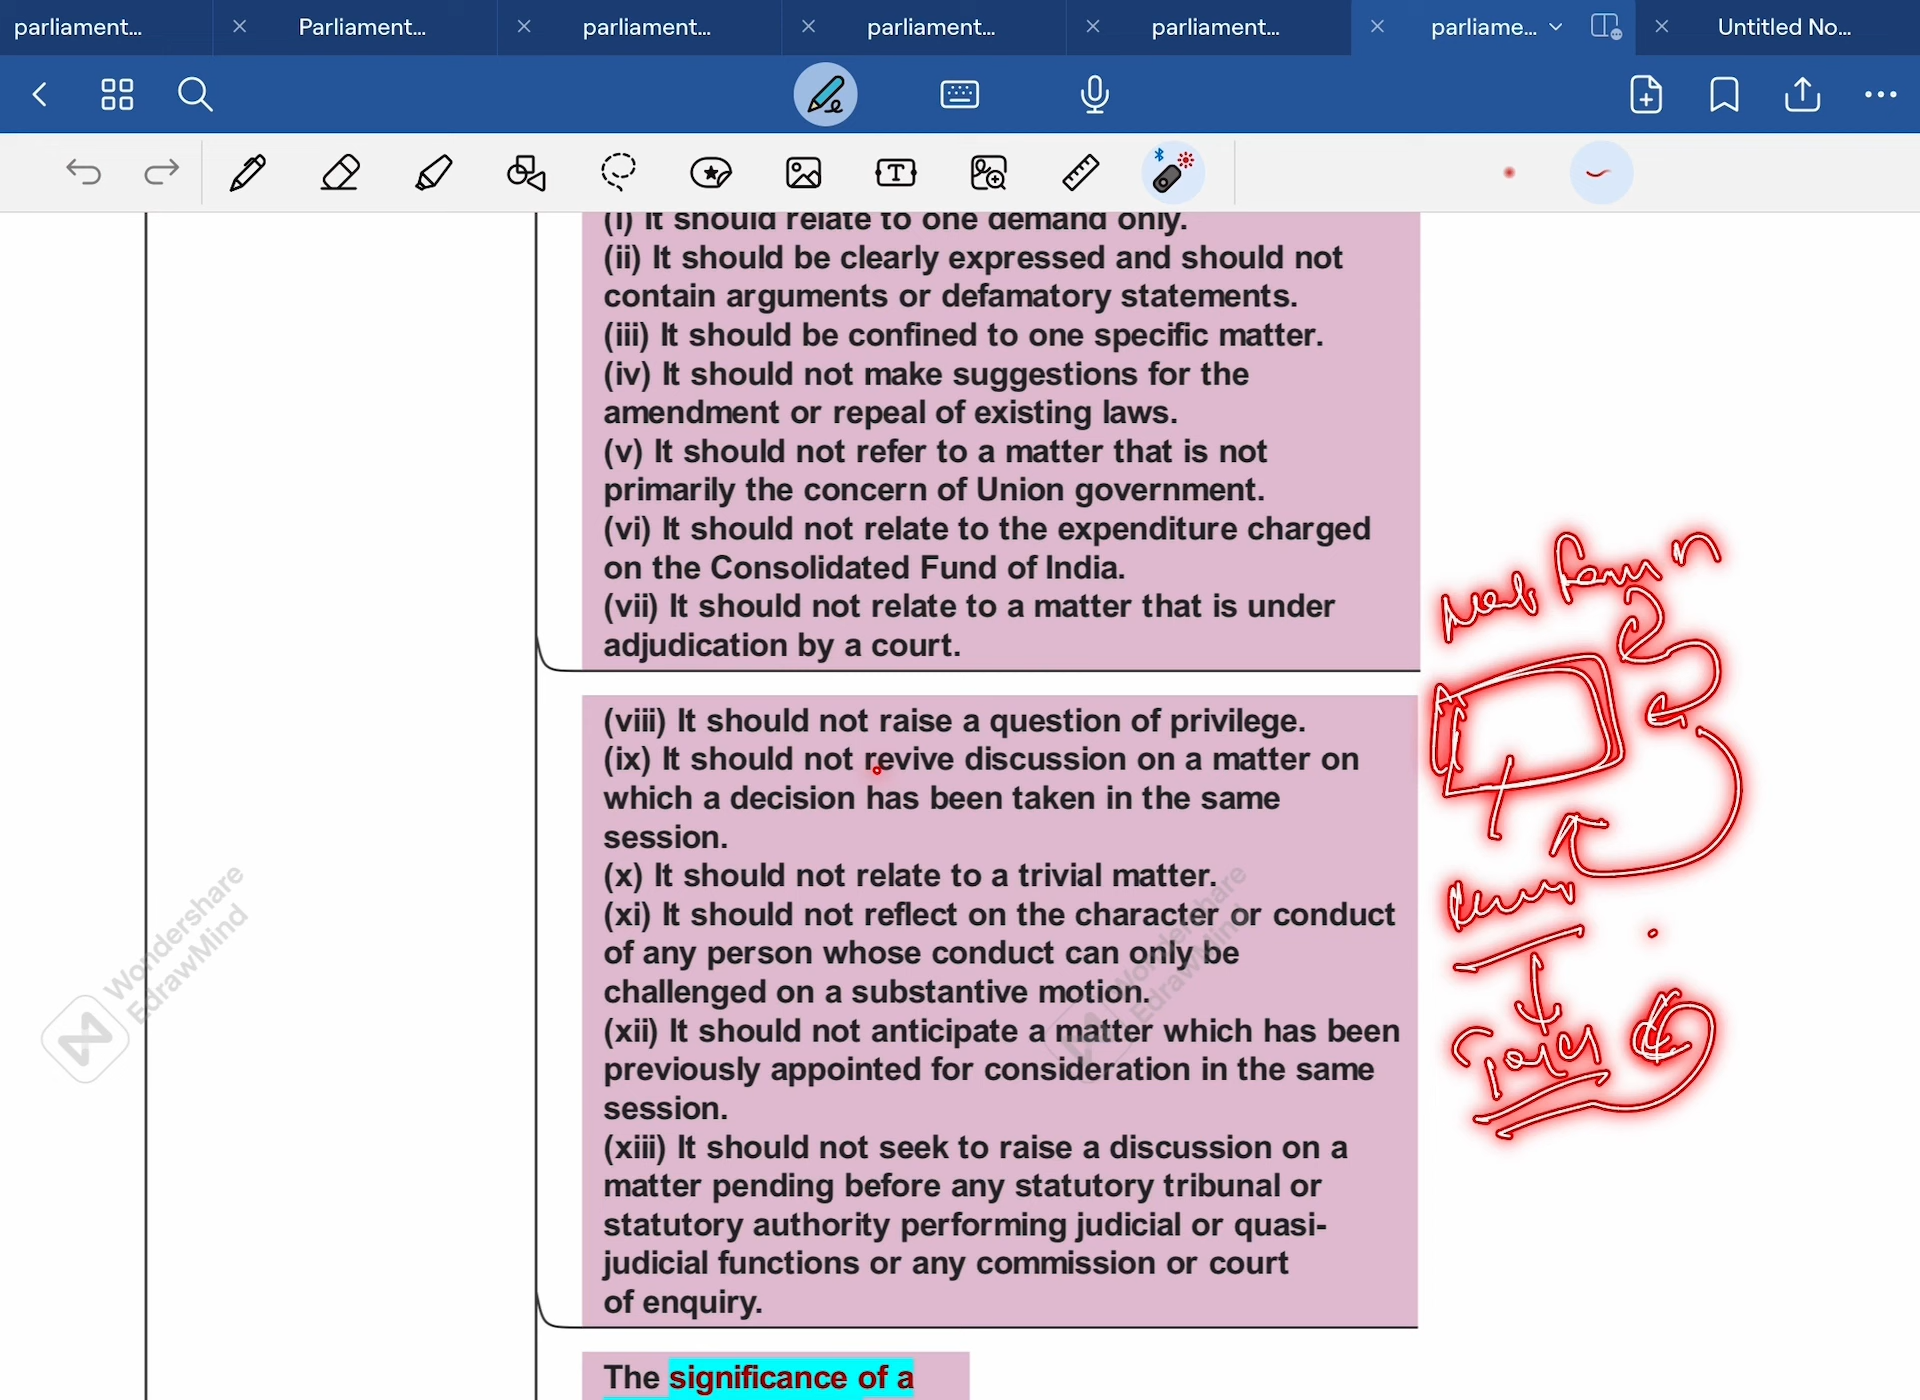 parliament...
Parliament...
parliament...
parliament...
parliament...
parliame...
Untitled No...
(i) It should relate to one demand only.
(ii) It should be clearly expressed and should not
contain arguments or defamatory statements.
(iii) It should be confined to one specific matter.
(iv) It should not make suggestions for the
amendment or repeal of existing laws.
(v) It should not refer to a matter that is not
primarily the concern of Union government.
(vi) It should not relate to the expenditure charged
on the Consolidated Fund of India.
(vii) It should not relate to a matter that is under
adjudication by a court.
(viii) It should not raise a question of privilege.
(ix) It should not revive discussion on a matter on
which a decision has been taken in the same
session.
(x) It should not relate to a trivial matter.
(xi) It should not reflect on the character or conduct
of any person whose conduct can only be
challenged on a substantive motion.
(xii) It should not anticipate a matter which has been
previously appointed for consideration in the same
session.
(xiii) It should not seek to raise a discussion on a
matter pending before any statutory tribunal or
statutory authority performing judicial or quasi-
judicial functions or any commission or court
of enquiry.
The significance of a
Wondershare
EdrawMind
Wondershare
EdrawMind